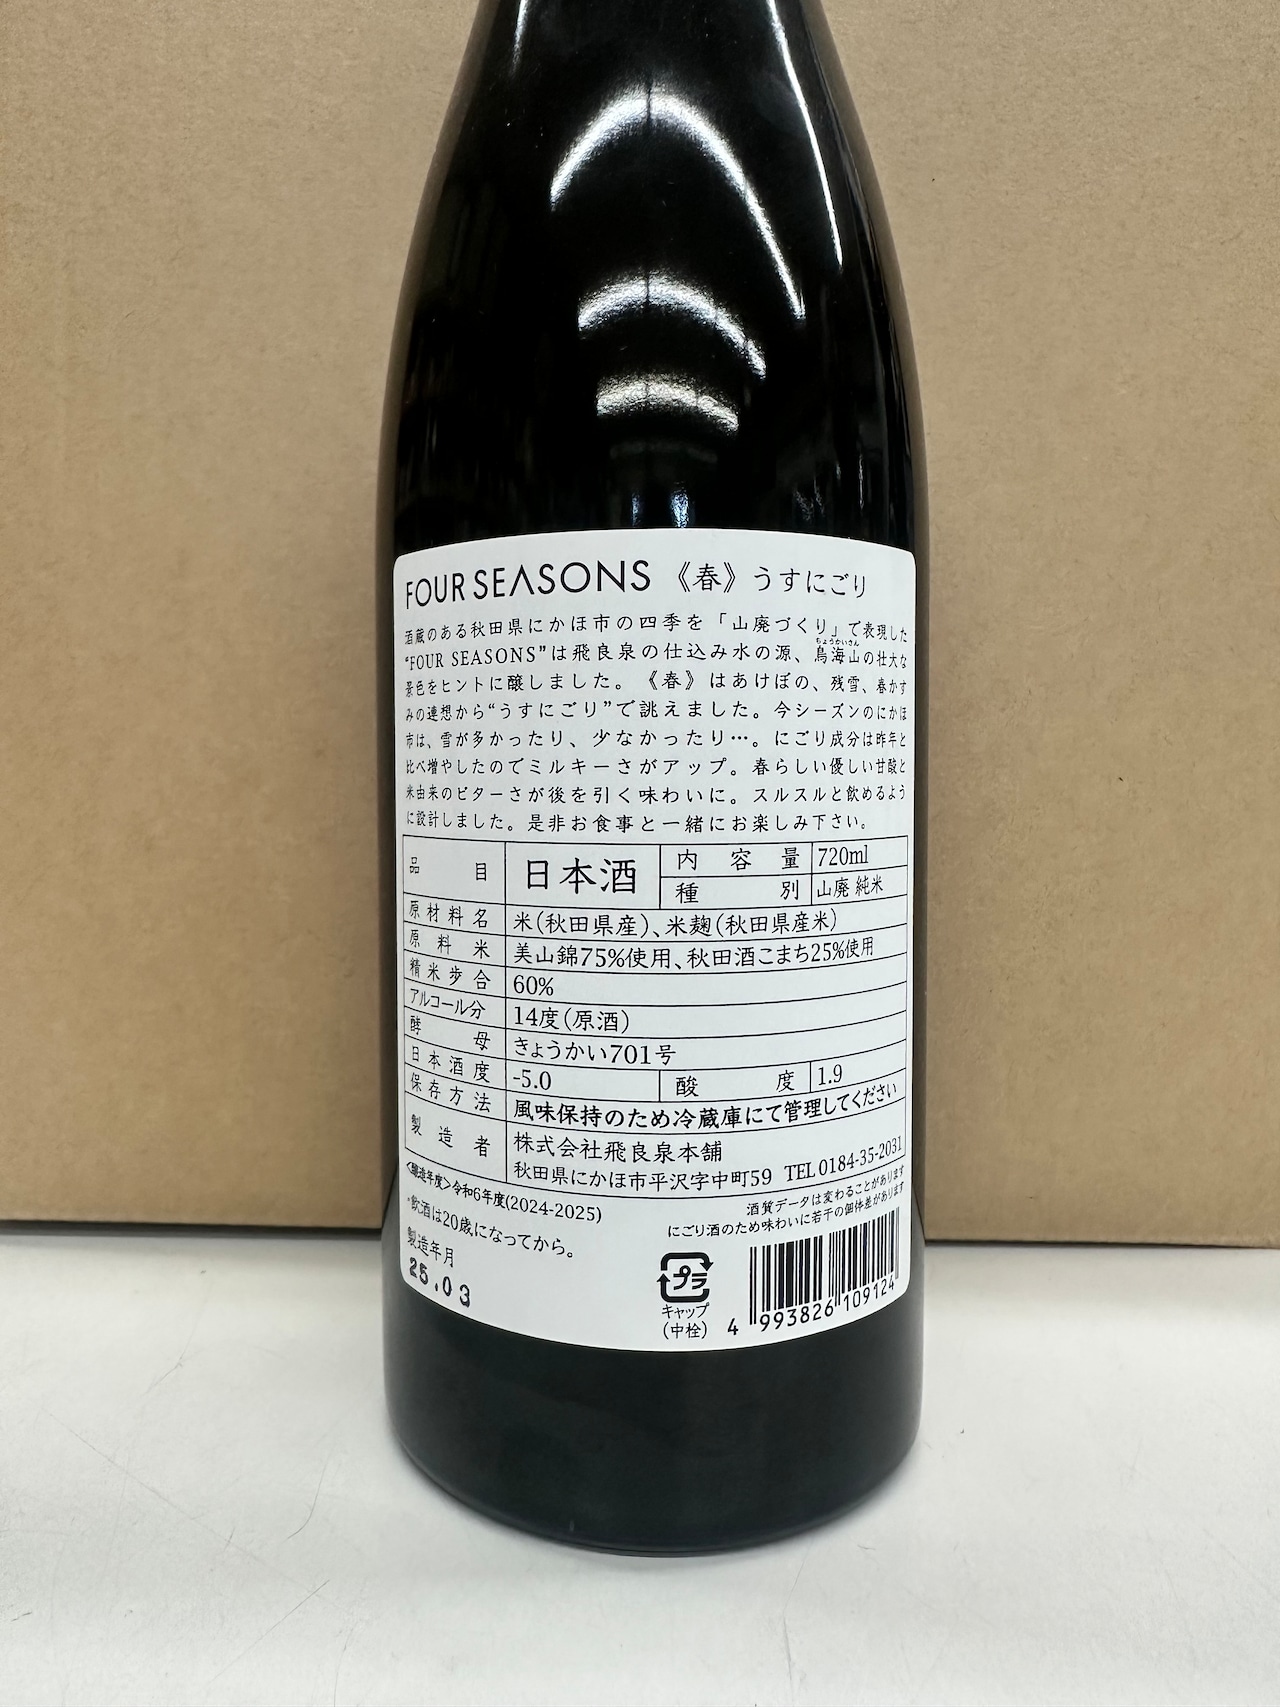 FOUR SEASONS 《春》うすにごり
酒蔵のある秋田県にかほ市の四季を「山廃づくり」で表現した
ちょうかいさん
“FOUR SEASONS”は飛良泉の仕込み水の源、鳥海山の壮大な
景色をヒントに醸しました。《春》はあけぼの、残雪、春かす
みの連想から“うすにごり”で誂えました。今シーズンのにかほ
市は、雪が多かったり、少なかったり…。にごり成分は昨年と
比べ増やしたのでミルキーさがアップ。春らしい優しい甘酸と
米由来のビターさが後を引く味わいに。スルスルと飲めるよう
に設計しました。是非お食事と一緒にお楽しみ下さい。
品目 日本酒 内容量 720ml
種別 山廃 純米
原材料名 米(秋田県産)、米麹(秋田県産米)
原料米 美山錦75%使用、秋田酒こまち25%使用
精米歩合 60%
アルコール分 14度(原酒)
酵母 きょうかい701号
日本酒度 -5.0 酸度 1.9
保存方法 風味保持のため冷蔵庫にて管理してください
製造者 株式会社飛良泉本舗
秋田県にかほ市平沢字中町59 TEL0184-35-2031
<醸造年度>令和6年度(2024-2025)
酒質データは変わることがあります
にごり酒のため味わいに若干の個体差があります
・飲酒は20歳になってから。
製造年月
25.03
プラ
キャップ
(中栓)
4 993826 109124